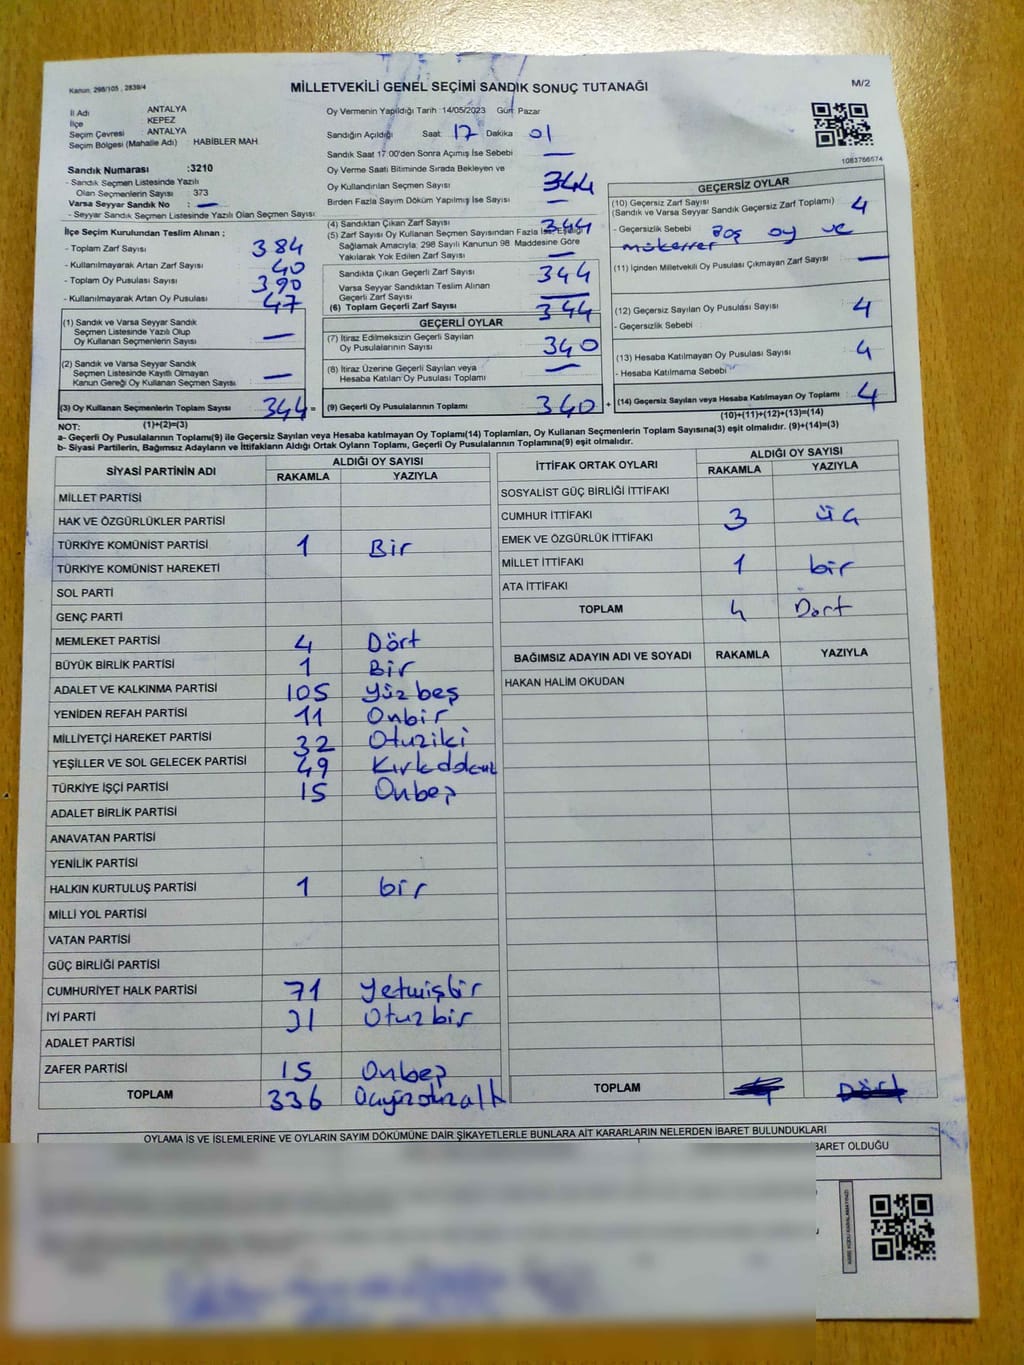 Kanun: 298/105 , 2839/4
MİLLETVEKİLİ GENEL SEÇİMİ SANDIK SONUÇ TUTANAĞI
M/2
İl Adı : ANTALYA
İlçe : KEPEZ
Seçim Çevresi : ANTALYA
Seçim Bölgesi (Mahalle Adı) HABİBLER MAH
Sandık Numarası :3210
- Sandık Seçmen Listesinde Yazılı
Olan Seçmenlerin Sayısı : 373
Varsa Seyyar Sandık No : —
- Seyyar Sandık Seçmen Listesinde Yazılı Olan Seçmen Sayısı:
İlçe Seçim Kurulundan Teslim Alınan ;
- Toplam Zarf Sayısı 384
- Kullanılmayarak Artan Zarf Sayısı 40
- Toplam Oy Pusulası Sayısı 390
- Kullanılmayarak Artan Oy Pusulası 47
(1) Sandık ve Varsa Seyyar Sandık
Seçmen Listesinde Yazılı Olup
Oy Kullanan Seçmenlerin Sayısı —
(2) Sandık ve Varsa Seyyar Sandık
Seçmen Listesinde Kayıtlı Olmayan
Kanun Gereği Oy Kullanan Seçmen Sayısı —
(3) Oy Kullanan Seçmenlerin Toplam Sayısı 344 =
(1)+(2)=(3)
Oy Vermenin Yapıldığı Tarih :14/05/2023 Gün: Pazar
Sandığın Açıldığı Saat 17 Dakika 01
Sandık Saat 17:00'den Sonra Açımış İse Sebebi —
Oy Verme Saati Bitiminde Sırada Bekleyen ve
Oy Kullandırılan Seçmen Sayısı 344
Birden Fazla Sayım Döküm Yapılmış İse Sayısı —
(4) Sandıktan Çıkan Zarf Sayısı 344
(5) Zarf Sayısı Oy Kullanan Seçmen Sayısından Fazla İse, Eşitliği
Sağlamak Amacıyla; 298 Sayılı Kanunun 98 Maddesine Göre
Yakılarak Yok Edilen Zarf Sayısı —
Sandıkta Çıkan Geçerli Zarf Sayısı 344
Varsa Seyyar Sandıktan Teslim Alınan
Geçerli Zarf Sayısı —
(6) Toplam Geçerli Zarf Sayısı 344
GEÇERLİ OYLAR
(7) İtiraz Edilmeksizin Geçerli Sayılan
Oy Pusulalarının Sayısı 340
(8) İtiraz Üzerine Geçerli Sayılan veya
Hesaba Katılan Oy Pusulası Toplamı —
(9) Geçerli Oy Pusulalarının Toplamı 340 +
1083766574
GEÇERSİZ OYLAR
(10) Geçersiz Zarf Sayısı
(Sandık ve Varsa Seyyar Sandık Geçersiz Zarf Toplamı) 4
- Geçersizlik Sebebi Boş oy ve
mükerrer
(11) İçinden Milletvekili Oy Pusulası Çıkmayan Zarf Sayısı —
(12) Geçersiz Sayılan Oy Pusulası Sayısı 4
- Geçersizlik Sebebi :
(13) Hesaba Katılmayan Oy Pusulası Sayısı 4
- Hesaba Katılmama Sebebi
(14) Geçersiz Sayılan veya Hesaba Katılmayan Oy Toplamı 4
(10)+(11)+(12)+(13)=(14)
NOT:
a- Geçerli Oy Pusulalarının Toplamı(9) ile Geçersiz Sayılan veya Hesaba katılmayan Oy Toplamı(14) Toplamları, Oy Kullanan Seçmenlerin Toplam Sayısına(3) eşit olmalıdır. (9)+(14)=(3)
b- Siyasi Partilerin, Bağımsız Adayların ve İttifakların Aldığı Ortak Oyların Toplamı, Geçerli Oy Pusulalarının Toplamına(9) eşit olmalıdır.
SİYASİ PARTİNİN ADI ALDIĞI OY SAYISI
RAKAMLA YAZIYLA
MİLLET PARTİSİ
HAK VE ÖZGÜRLÜKLER PARTİSİ
TÜRKİYE KOMÜNİST PARTİSİ 1 Bir
TÜRKİYE KOMÜNİST HAREKETİ
SOL PARTİ
GENÇ PARTİ
MEMLEKET PARTİSİ 4 Dört
BÜYÜK BİRLİK PARTİSİ 1 Bir
ADALET VE KALKINMA PARTİSİ 105 Yüz beş
YENİDEN REFAH PARTİSİ 11 Onbir
MİLLİYETÇİ HAREKET PARTİSİ 32 Otuziki
YEŞİLLER VE SOL GELECEK PARTİSİ 49
TÜRKİYE İŞÇİ PARTİSİ 15 Onbeş
ADALET BİRLİK PARTİSİ
ANAVATAN PARTİSİ
YENİLİK PARTİSİ
HALKIN KURTULUŞ PARTİSİ 1 bir
MİLLİ YOL PARTİSİ
VATAN PARTİSİ
GÜÇ BİRLİĞİ PARTİSİ
CUMHURİYET HALK PARTİSİ 71 Yetmişbir
İYİ PARTİ 31 Otuz bir
ADALET PARTİSİ
ZAFER PARTİSİ 15 Onbeş
TOPLAM 336
İTTİFAK ORTAK OYLARI ALDIĞI OY SAYISI
RAKAMLA YAZIYLA
SOSYALİST GÜÇ BİRLİĞİ İTTİFAKI
CUMHUR İTTİFAKI 3 üç
EMEK VE ÖZGÜRLÜK İTTİFAKI
MİLLET İTTİFAKI 1 bir
ATA İTTİFAKI
TOPLAM 4 Dört
BAĞIMSIZ ADAYIN ADI VE SOYADI RAKAMLA YAZIYLA
HAKAN HALİM OKUDAN
TOPLAM Dört
OYLAMA İŞ VE İŞLEMLERİNE VE OYLARIN SAYIM DÖKÜMÜNE DAİR ŞİKAYETLERLE BUNLARA AİT KARARLARIN NELERDEN İBARET BULUNDUKLARI
İBARET OLDUĞU
KARE KODU KARALAMAYINIZ!